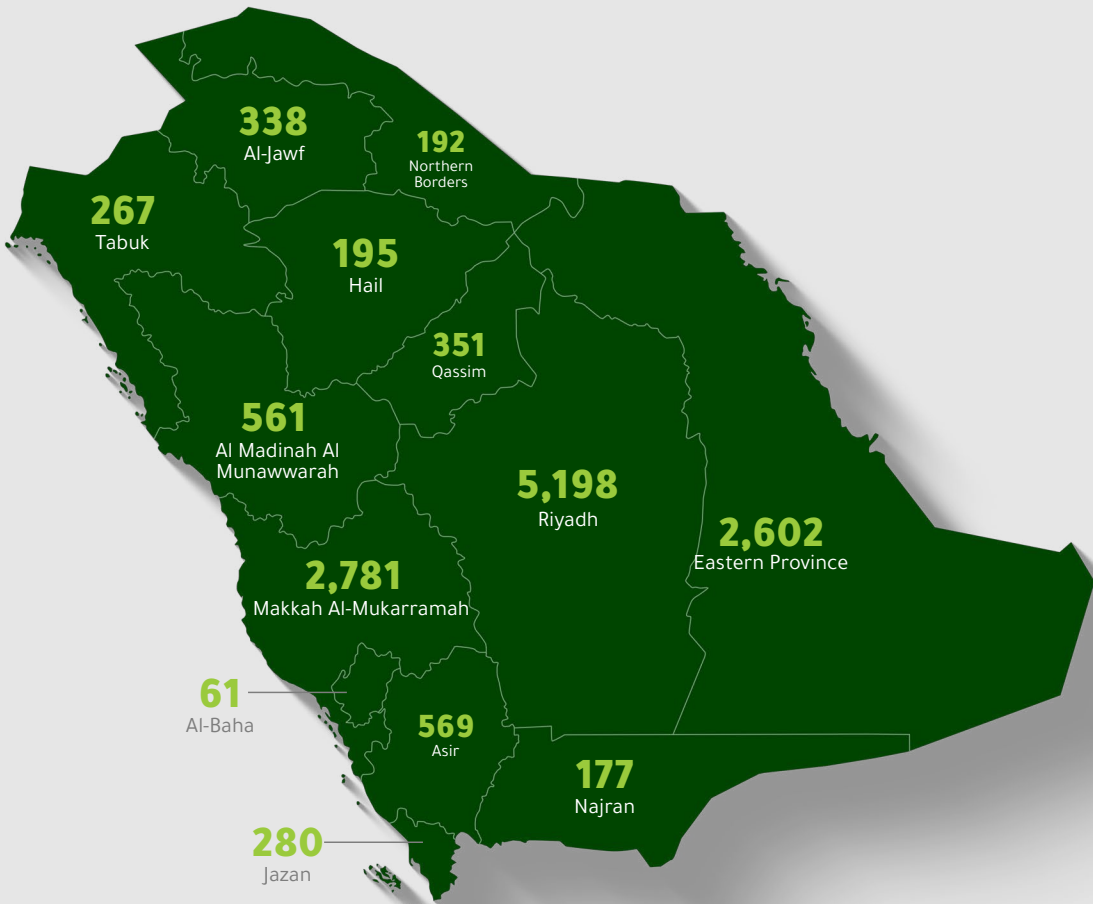 338
Al-Jawf
192
Northern
Borders
267
Tabuk
195
Hail
351
Qassim
561
Al Madinah Al
Munawwarah
5,198
Riyadh
2,602
Eastern Province
2,781
Makkah Al-Mukarramah
61
Al-Baha
569
Asir
177
Najran
280
Jazan